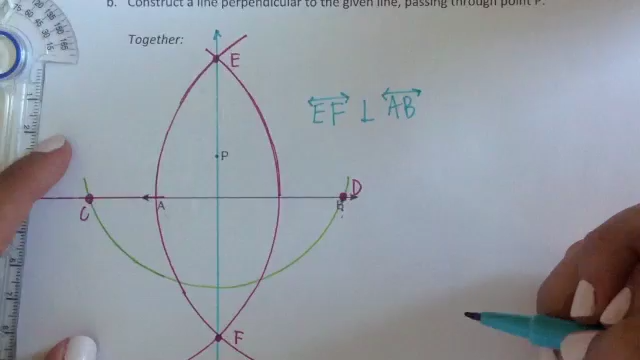 b. Construct a line perpendicular to the given line, passing through point P.
Together:
E
EF ⊥ AB
P
C
A
D
F